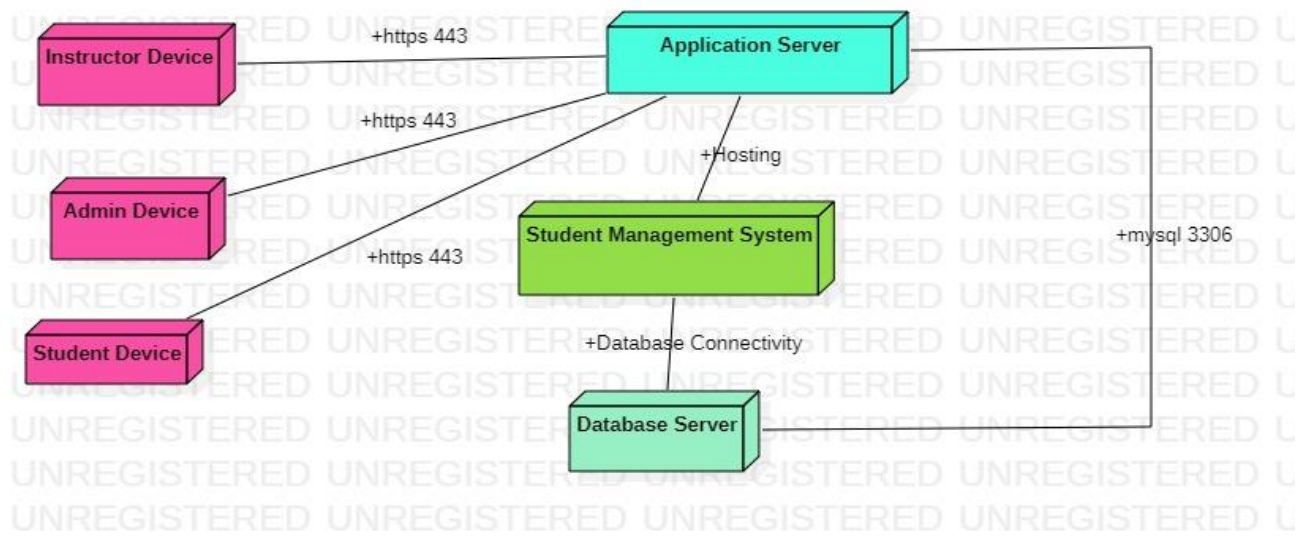 UNREGISTERED UNREGISTERED UNREGISTERED UNREGISTERED U
Instructor Device
+https 443
Application Server
+https 443
+Hosting
Admin Device
Student Management System
+mysql 3306
+https 443
Student Device
+Database Connectivity
Database Server